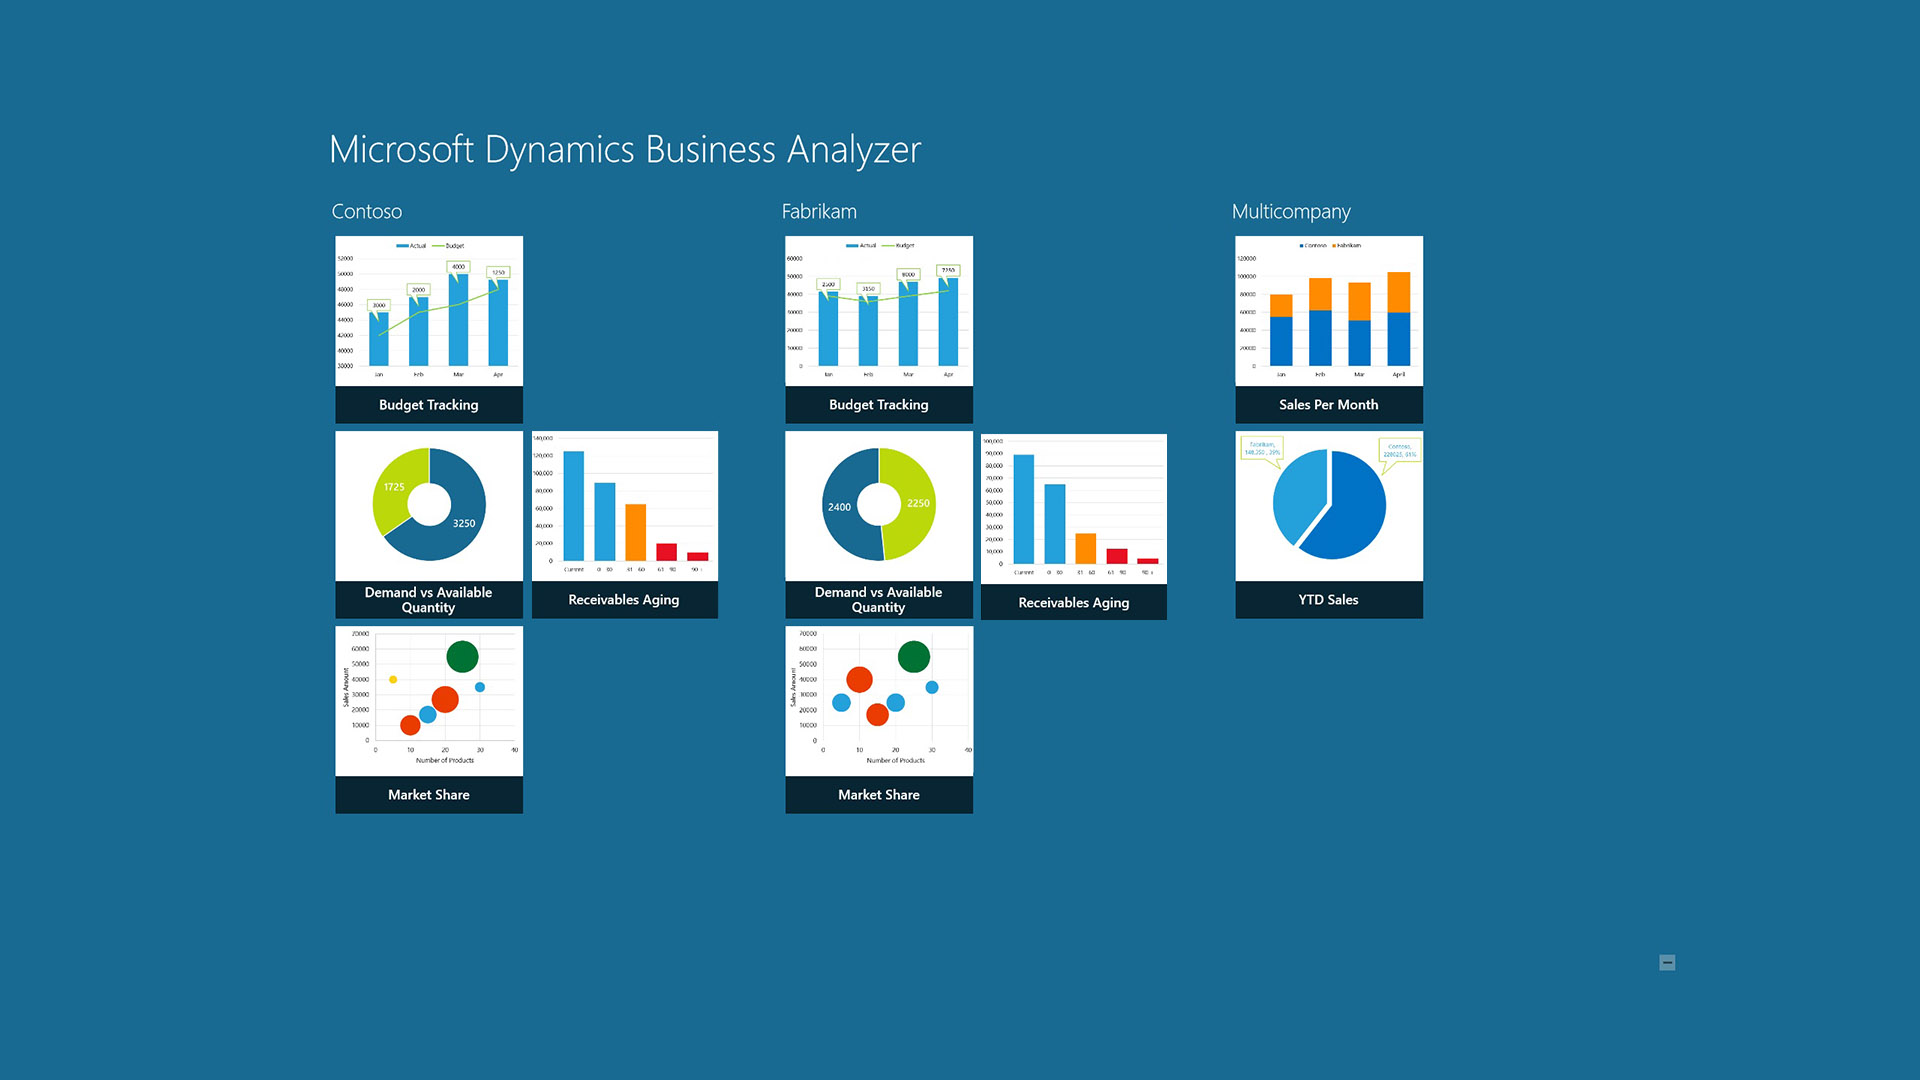 Microsoft Dynamics Business Analyzer
Contoso
Actual Budget
52000
50000
48000
46000
44000
42000
40000
38000
3000
2000
4000
1250
Jan Feb Mar Apr
Budget Tracking
1725
3250
Demand vs Available
Quantity
140,000
120,000
100,000
80,000
60,000
40,000
20,000
0
Current 0 30 31 60 61 90 90 +
Receivables Aging
70000
60000
50000
40000
30000
20000
10000
0
Sales Amount
0 10 20 30 40
Number of Products
Market Share
Fabrikam
Actual Budget
60000
50000
40000
30000
20000
10000
0
2500
3150
8000
7250
Jan Feb Mar Apr
Budget Tracking
2400
2250
Demand vs Available
Quantity
100,000
90,000
80,000
70,000
60,000
50,000
40,000
30,000
20,000
10,000
0
Current 0 30 31 60 61 90 90 +
Receivables Aging
70000
60000
50000
40000
30000
20000
10000
0
Sales Amount
0 10 20 30 40
Number of Products
Market Share
Multicompany
Contoso Fabrikam
120000
100000
80000
60000
40000
20000
0
Jan Feb Mar April
Sales Per Month
Fabrikam,
148,250 , 39%
Contoso,
228025, 61%
YTD Sales